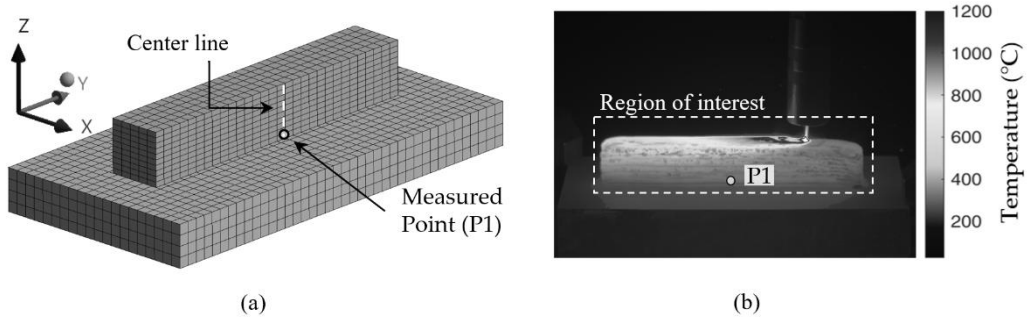 Z
Y
X
Center line
Measured
Point (P1)
(a)
Region of interest
P1
1200
1000
800
600
400
200
Temperature (°C)
(b)